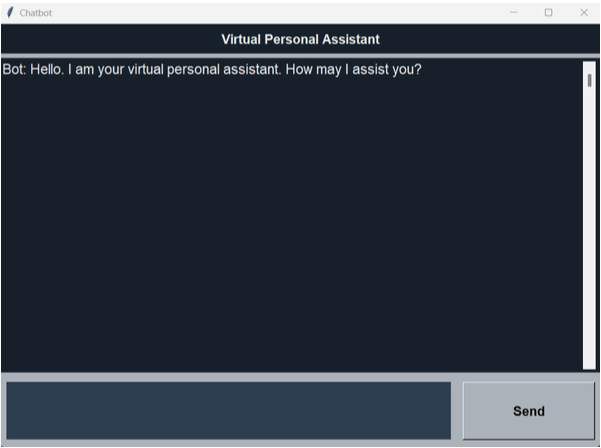 Chatbot
Virtual Personal Assistant
Bot: Hello. I am your virtual personal assistant. How may I assist you?
Send